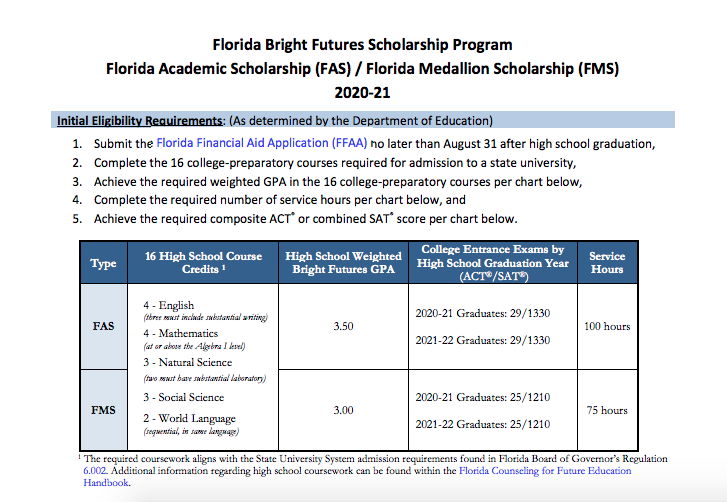 Florida Bright Futures Scholarship Program
Florida Academic Scholarship (FAS) / Florida Medallion Scholarship (FMS)
2020-21
Initial Eligibility Requirements: (As determined by the Department of Education)
1. Submit the Florida Financial Aid Application (FFAA) no later than August 31 after high school graduation,
2. Complete the 16 college-preparatory courses required for admission to a state university,
3. Achieve the required weighted GPA in the 16 college-preparatory courses per chart below,
4. Complete the required number of service hours per chart below, and
5. Achieve the required composite ACT® or combined SAT® score per chart below.
Type
16 High School Course
Credits ¹
High School Weighted
Bright Futures GPA
College Entrance Exams by
High School Graduation Year
(ACT®/SAT®)
Service
Hours
FAS
4 - English
(three must include substantial writing)
4 - Mathematics
(at or above the Algebra I level)
3 - Natural Science
(two must have substantial laboratory)
3 - Social Science
2 - World Language
(sequential, in same language)
3.50
2020-21 Graduates: 29/1330
2021-22 Graduates: 29/1330
100 hours
FMS
3.00
2020-21 Graduates: 25/1210
2021-22 Graduates: 25/1210
75 hours
¹ The required coursework aligns with the State University System admission requirements found in Florida Board of Governor's Regulation
6.002. Additional information regarding high school coursework can be found within the Florida Counseling for Future Education
Handbook.